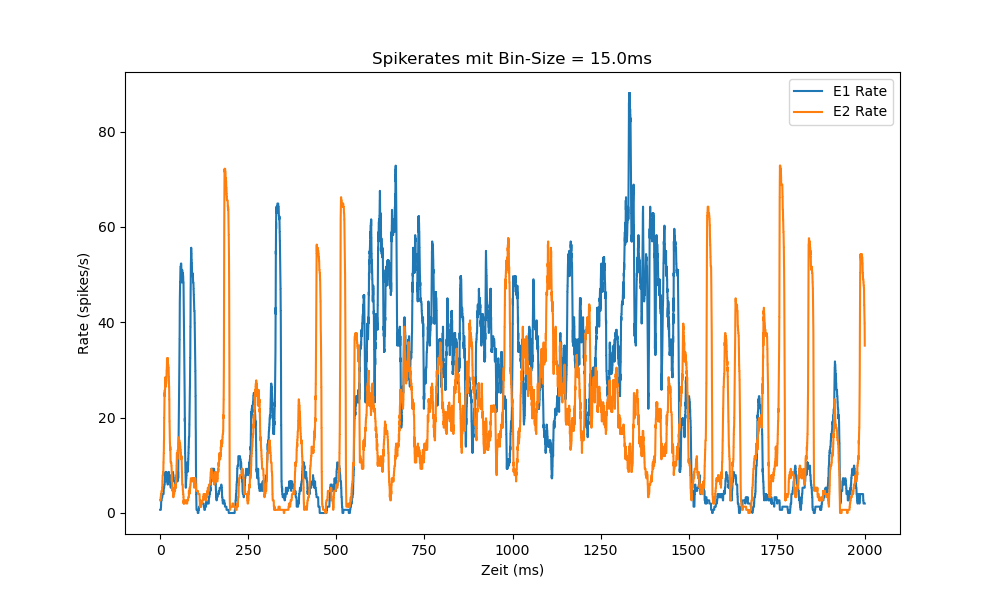 Spikerates mit Bin-Size = 15.0ms
E1 Rate
E2 Rate
Rate (spikes/s)
80
60
40
20
0
0 250 500 750 1000 1250 1500 1750 2000
Zeit (ms)